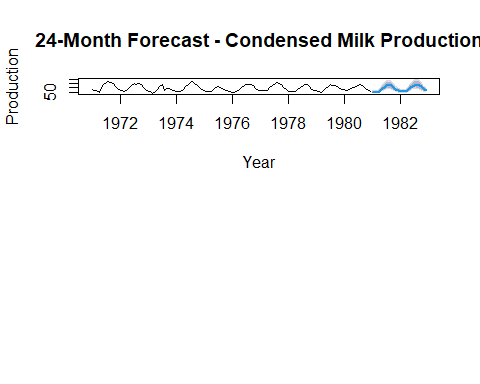 24-Month Forecast - Condensed Milk Production
Production
50
1972 1974 1976 1978 1980 1982
Year